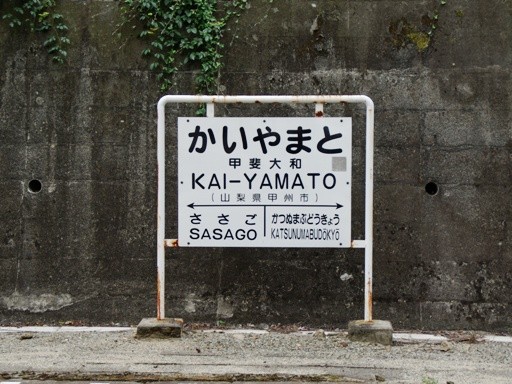 かいやまと
甲斐大和
KAI-YAMATO
(山梨県甲州市)
ささご かつぬまぶどうきょう
SASAGO KATSUNUMABUDŌKYŌ